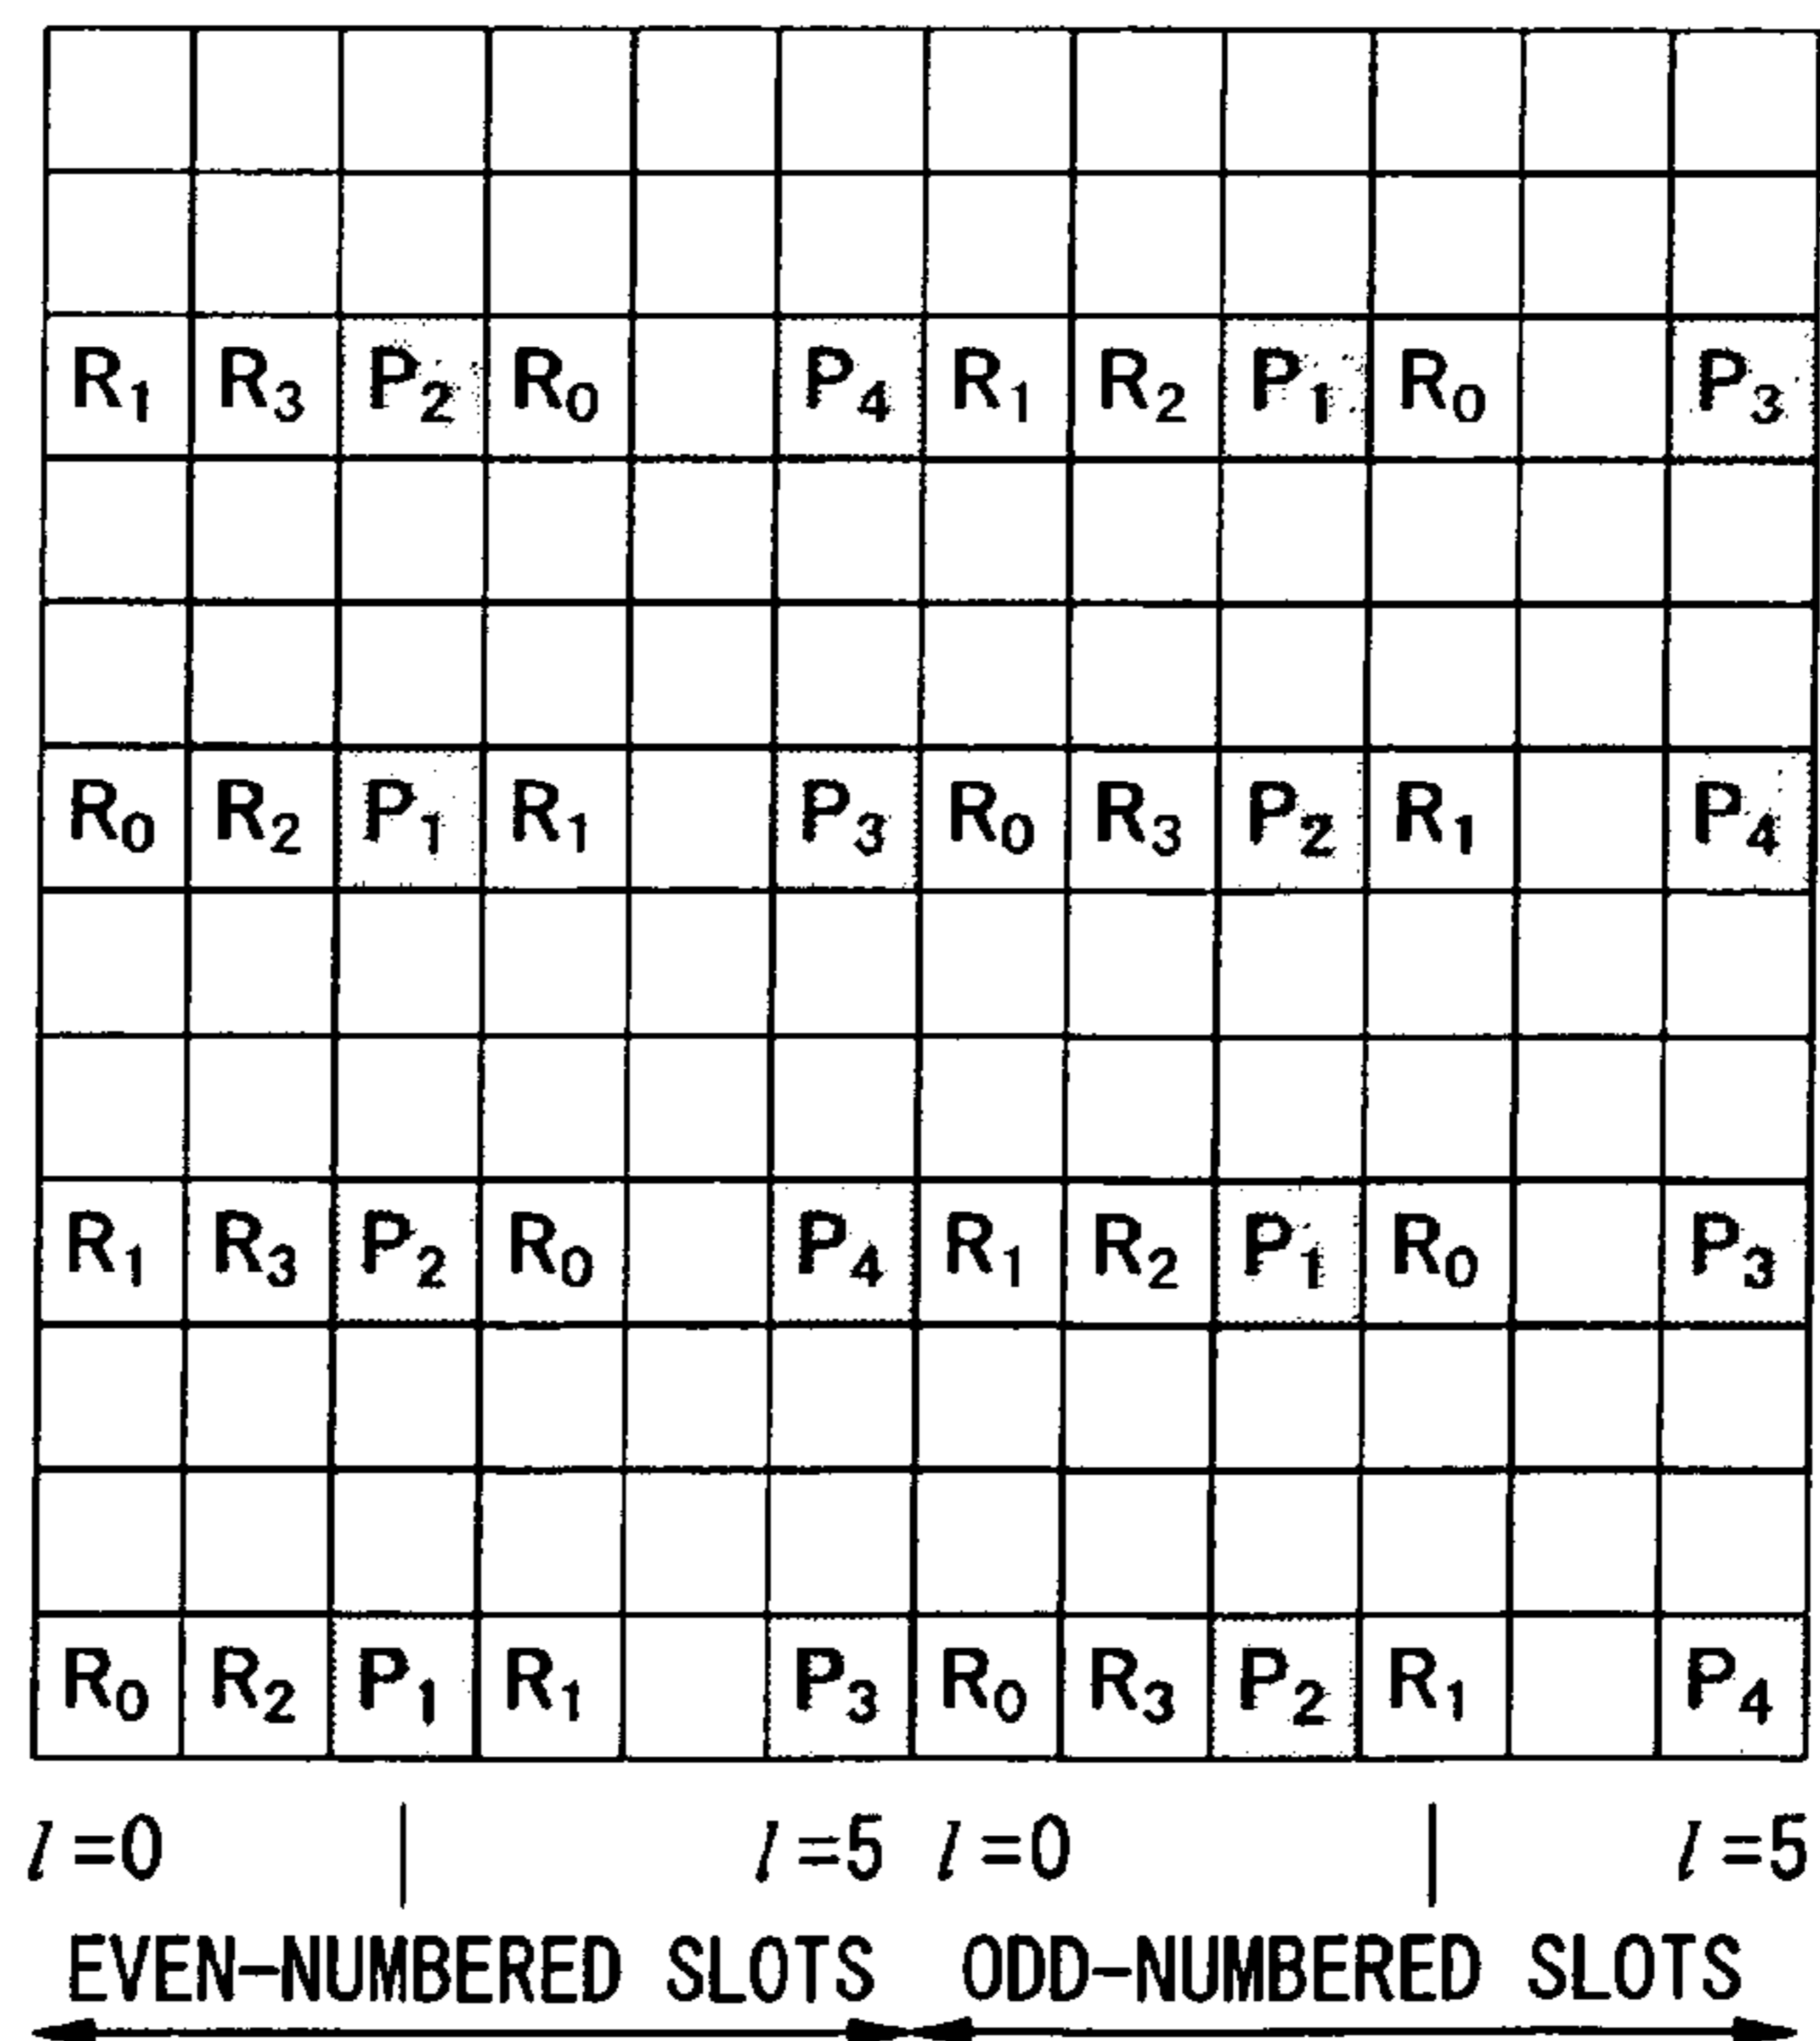 R₁ R₃ P₂ R₀ P₄ R₁ R₂ P₁ R₀ P₃
R₀ R₂ P₁ R₁ P₃ R₀ R₃ P₂ R₁ P₄
R₁ R₃ P₂ R₀ P₄ R₁ R₂ P₁ R₀ P₃
R₀ R₂ P₁ R₁ P₃ R₀ R₃ P₂ R₁ P₄
l=0 l=5 l=0 l=5
EVEN-NUMBERED SLOTS ODD-NUMBERED SLOTS